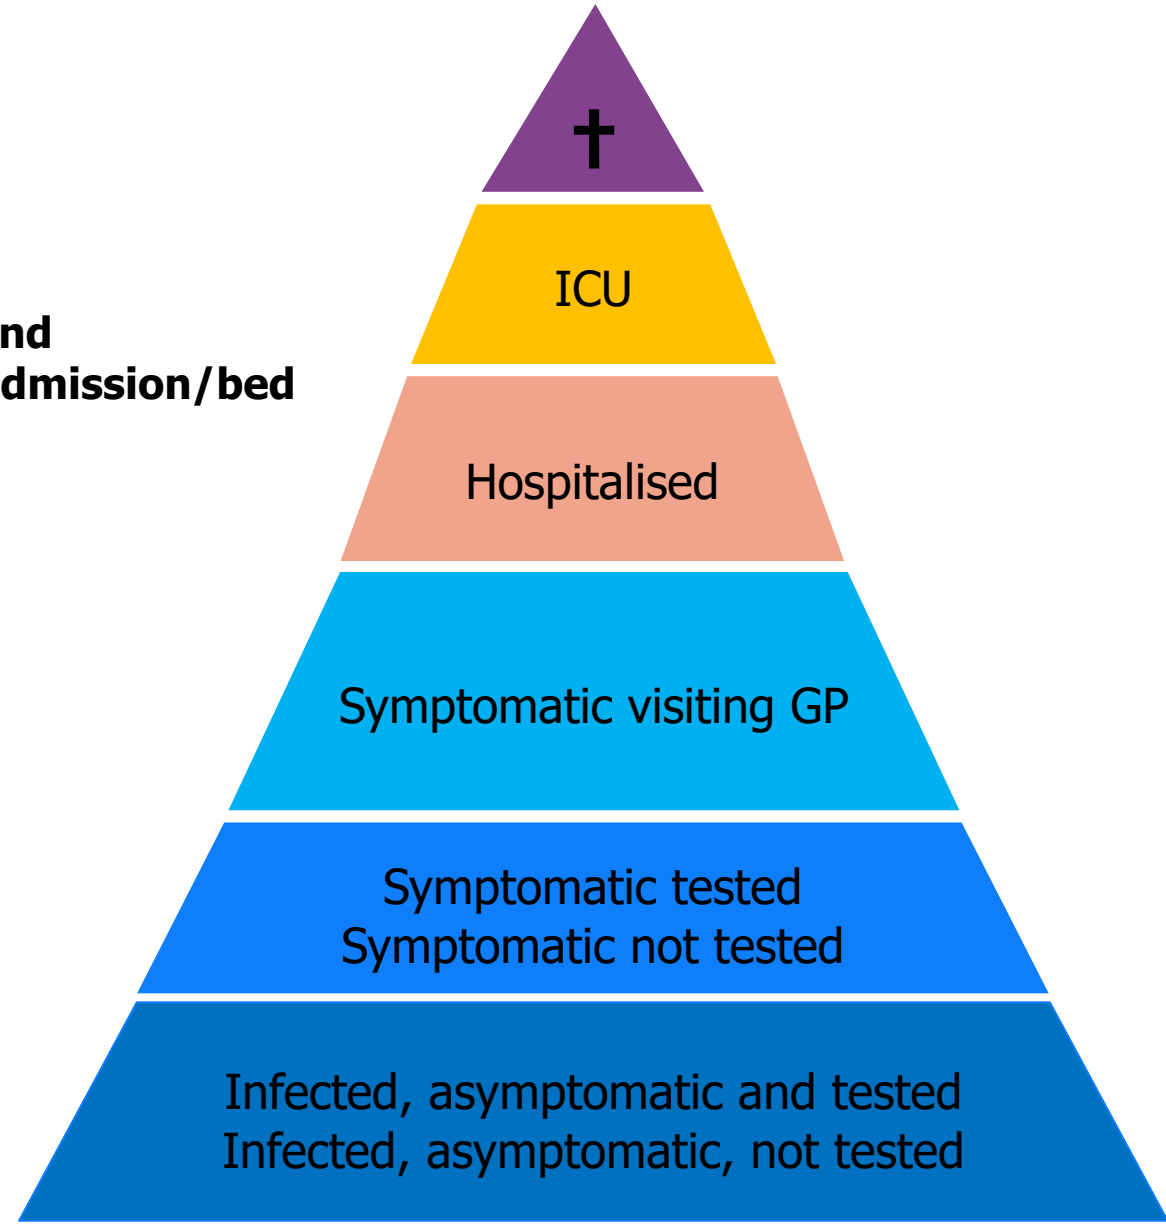 †
ICU
nd
dmission/bed
Hospitalised
Symptomatic visiting GP
Symptomatic tested
Symptomatic not tested
Infected, asymptomatic and tested
Infected, asymptomatic, not tested